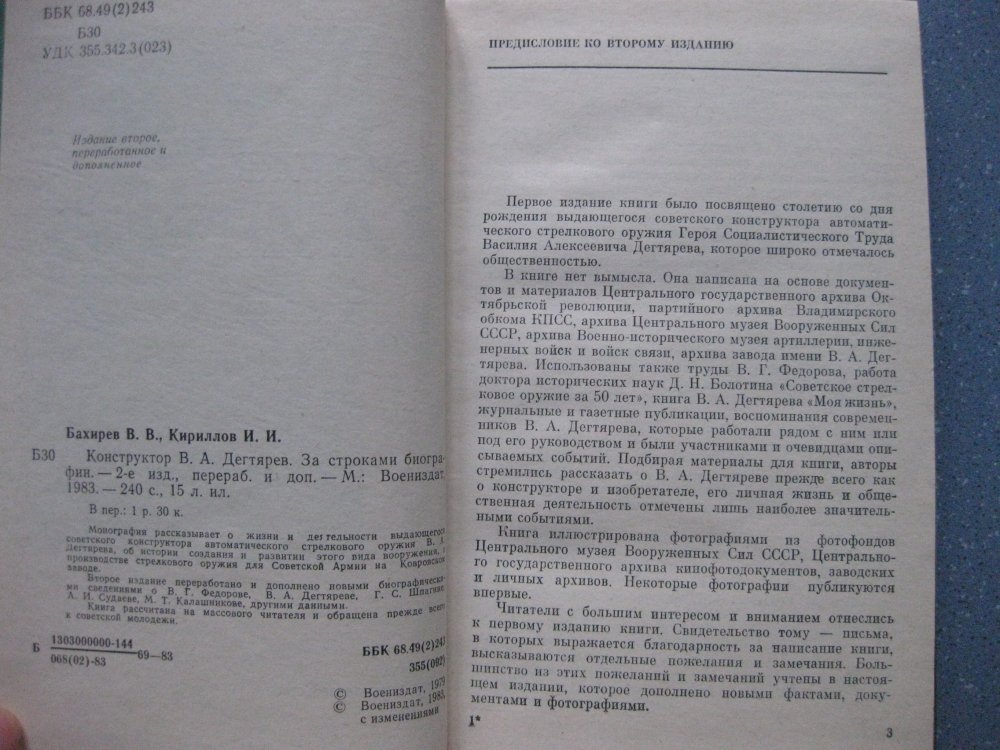 ББК 68.49(2)243
Б30
УДК 355.342.3(023)
Издание второе,
переработанное и
дополненное
Бахирев В. В., Кириллов И. И.
Б30 Конструктор В. А. Дегтярев. За строками биогра-
фии. — 2-е изд., перераб. и доп. — М.: Воениздат,
1983. — 240 с., 15 л. ил.
В пер.: 1 р. 30 к.
Монография рассказывает о жизни и деятельности выдающегося
советского конструктора автоматического стрелкового оружия В. А.
Дегтярева, об истории создания и развитии этого вида вооружения,
производстве стрелкового оружия для Советской Армии на Ковровском
заводе.
Второе издание переработано и дополнено новыми биографически-
ми сведениями о В. Г. Федорове, В. А. Дегтяреве, Г. С. Шпагине,
А. И. Судаеве, М. Т. Калашникове, другими данными.
Книга рассчитана на массового читателя и обращена прежде всего
к советской молодежи.
Б 1303000000-144
068(02)-83 69—83
ББК 68.49(2)243
355(092)
© Воениздат, 1979
© Воениздат, 1983,
с изменениями
ПРЕДИСЛОВИЕ КО ВТОРОМУ ИЗДАНИЮ
Первое издание книги было посвящено столетию со дня
рождения выдающегося советского конструктора автомати-
ческого стрелкового оружия Героя Социалистического Труда
Василия Алексеевича Дегтярева, которое широко отмечалось
общественностью.
В книге нет вымысла. Она написана на основе докумен-
тов и материалов Центрального государственного архива Ок-
тябрьской революции, партийного архива Владимирского
обкома КПСС, архива Центрального музея Вооруженных Сил
СССР, архива Военно-исторического музея артиллерии, инже-
нерных войск и войск связи, архива завода имени В. А. Дег-
тярева. Использованы также труды В. Г. Федорова, работа
доктора исторических наук Д. Н. Болотина «Советское стрел-
ковое оружие за 50 лет», книга В. А. Дегтярева «Моя жизнь»,
журнальные и газетные публикации, воспоминания современ-
ников В. А. Дегтярева, которые работали рядом с ним или
под его руководством и были участниками и очевидцами опи-
сываемых событий. Подбирая материалы для книги, авторы
стремились рассказать о В. А. Дегтяреве прежде всего как
о конструкторе и изобретателе, его личная жизнь и обще-
ственная деятельность отмечены лишь наиболее значитель-
ными событиями.
Книга иллюстрирована фотографиями из фотофондов
Центрального музея Вооруженных Сил СССР, Центрально-
го государственного архива кинофотодокументов, заводских
и личных архивов. Некоторые фотографии публикуются
впервые.
Читатели с большим интересом и вниманием отнеслись
к первому изданию книги. Свидетельство тому — письма,
в которых выражается благодарность за написание книги,
высказываются отдельные пожелания и замечания. Боль-
шинство из этих пожеланий и замечаний учтены в настоя-
щем издании, которое дополнено новыми фактами, доку-
ментами и фотографиями.
1*
3